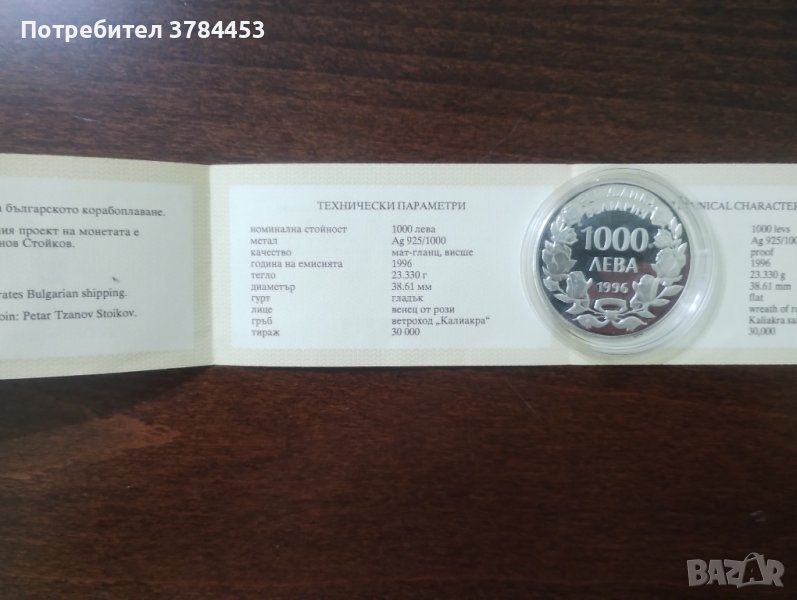 Потребител 3784453
а българското корабоплаване.
ния проект на монетата е
нов Стойков.
rates Bulgarian shipping.
oin: Petar Tzanov Stoikov.
ТЕХНИЧЕСКИ ПАРАМЕТРИ
номинална стойност 1000 лева
метал Ag 925/1000
качество мат-гланц, висше
година на емисията 1996
тегло 23.330 г
диаметър 38.61 мм
гурт гладък
лице венец от рози
гръб ветроход „Калиакра“
тираж 30 000
1000
ЛЕВА
1996
NICAL CHARACTER
1000 levs
Ag 925/100
proof
1996
23.330 g
38.61 mm
flat
wreath of ro
Kaliakra sa
30,000
BAZAR